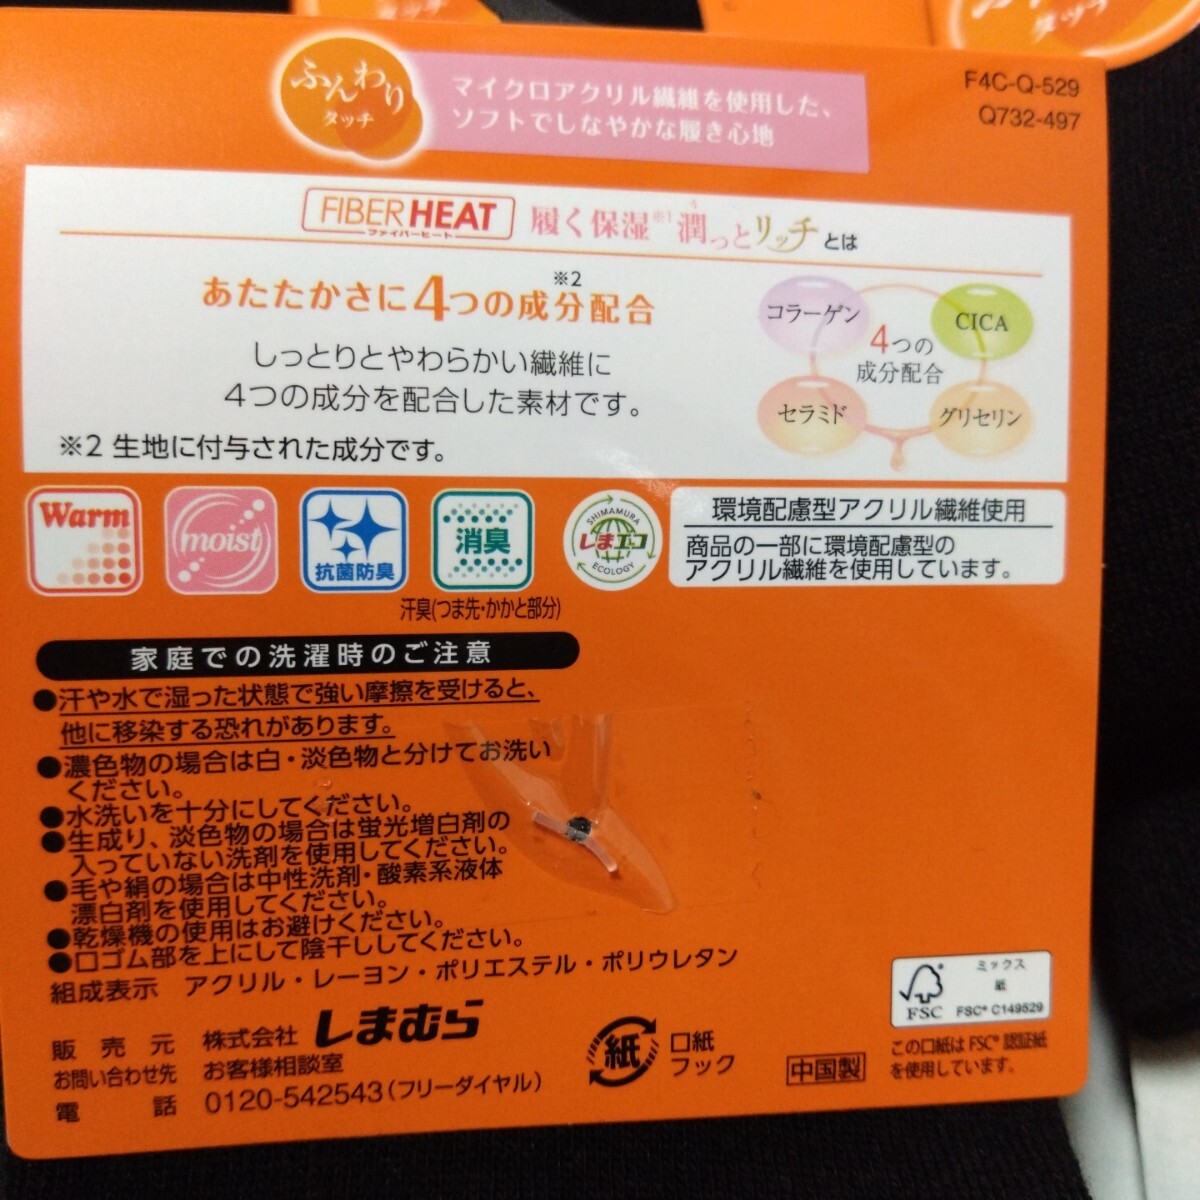 タッチ
タッチ
ふんわり
タッチ
マイクロアクリル繊維を使用した、
ソフトでしなやかな履き心地
F4C-Q-529
Q732-497
FIBER HEAT
ファイバーヒート
履く保湿※1 潤っとリッチとは
う
あたたかさに4つの成分配合※2
しっとりとやわらかい繊維に
4つの成分を配合した素材です。
※2 生地に付与された成分です。
コラーゲン
CICA
4つの
成分配合
セラミド
グリセリン
Warm
moist
抗菌防臭
消臭
汗臭(つま先・かかと部分)
SHIMAMURA
しまエコ
ECOLOGY
環境配慮型アクリル繊維使用
商品の一部に環境配慮型の
アクリル繊維を使用しています。
家庭での洗濯時のご注意
●汗や水で湿った状態で強い摩擦を受けると、
他に移染する恐れがあります。
●濃色物の場合は白・淡色物と分けてお洗い
ください。
●水洗いを十分にしてください。
●生成り、淡色物の場合は蛍光増白剤の
入っていない洗剤を使用してください。
●毛や絹の場合は中性洗剤・酸素系液体
漂白剤を使用してください。
●乾燥機の使用はお避けください。
●口ゴム部を上にして陰干ししてください。
組成表示 アクリル・レーヨン・ポリエステル・ポリウレタン
販売元 株式会社 しまむら
お問い合わせ先 お客様相談室
電話 0120-542543(フリーダイヤル)
紙
口紙
フック
中国製
FSC
ミックス
紙
FSC® C149529
この口紙は FSC® 認証紙
を使用しています。